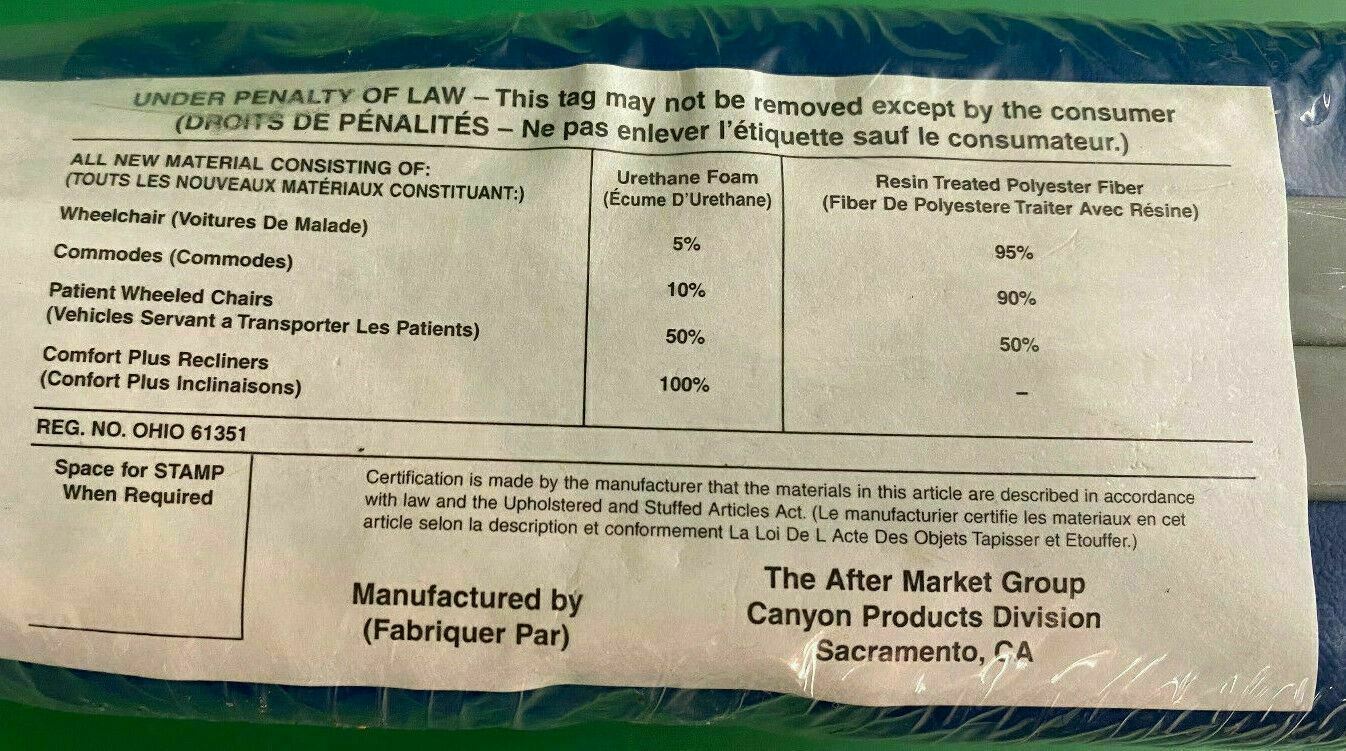 UNDER PENALTY OF LAW – This tag may not be removed except by the consumer
(DROITS DE PÉNALITÉS – Ne pas enlever l'étiquette sauf le consumateur.)
ALL NEW MATERIAL CONSISTING OF:
(TOUTS LES NOUVEAUX MATÉRIAUX CONSTITUANT:)
Urethane Foam
(Écume D'Urethane)
Resin Treated Polyester Fiber
(Fiber De Polyestere Traiter Avec Résine)
Wheelchair (Voitures De Malade)
5%
95%
Commodes (Commodes)
10%
90%
Patient Wheeled Chairs
(Vehicles Servant a Transporter Les Patients)
50%
50%
Comfort Plus Recliners
(Confort Plus Inclinaisons)
100%
–
REG. NO. OHIO 61351
Space for STAMP
When Required
Certification is made by the manufacturer that the materials in this article are described in accordance
with law and the Upholstered and Stuffed Articles Act. (Le manufacturier certifie les materiaux en cet
article selon la description et conformement La Loi De L Acte Des Objets Tapisser et Etouffer.)
Manufactured by
(Fabriquer Par)
The After Market Group
Canyon Products Division
Sacramento, CA